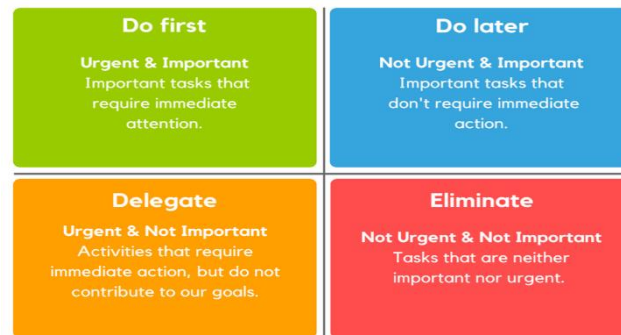 Do first
Urgent & Important
Important tasks that
require immediate
attention.
Do later
Not Urgent & Important
Important tasks that
don't require immediate
action.
Delegate
Urgent & Not Important
Activities that require
immediate action, but do not
contribute to our goals.
Eliminate
Not Urgent & Not Important
Tasks that are neither
important nor urgent.